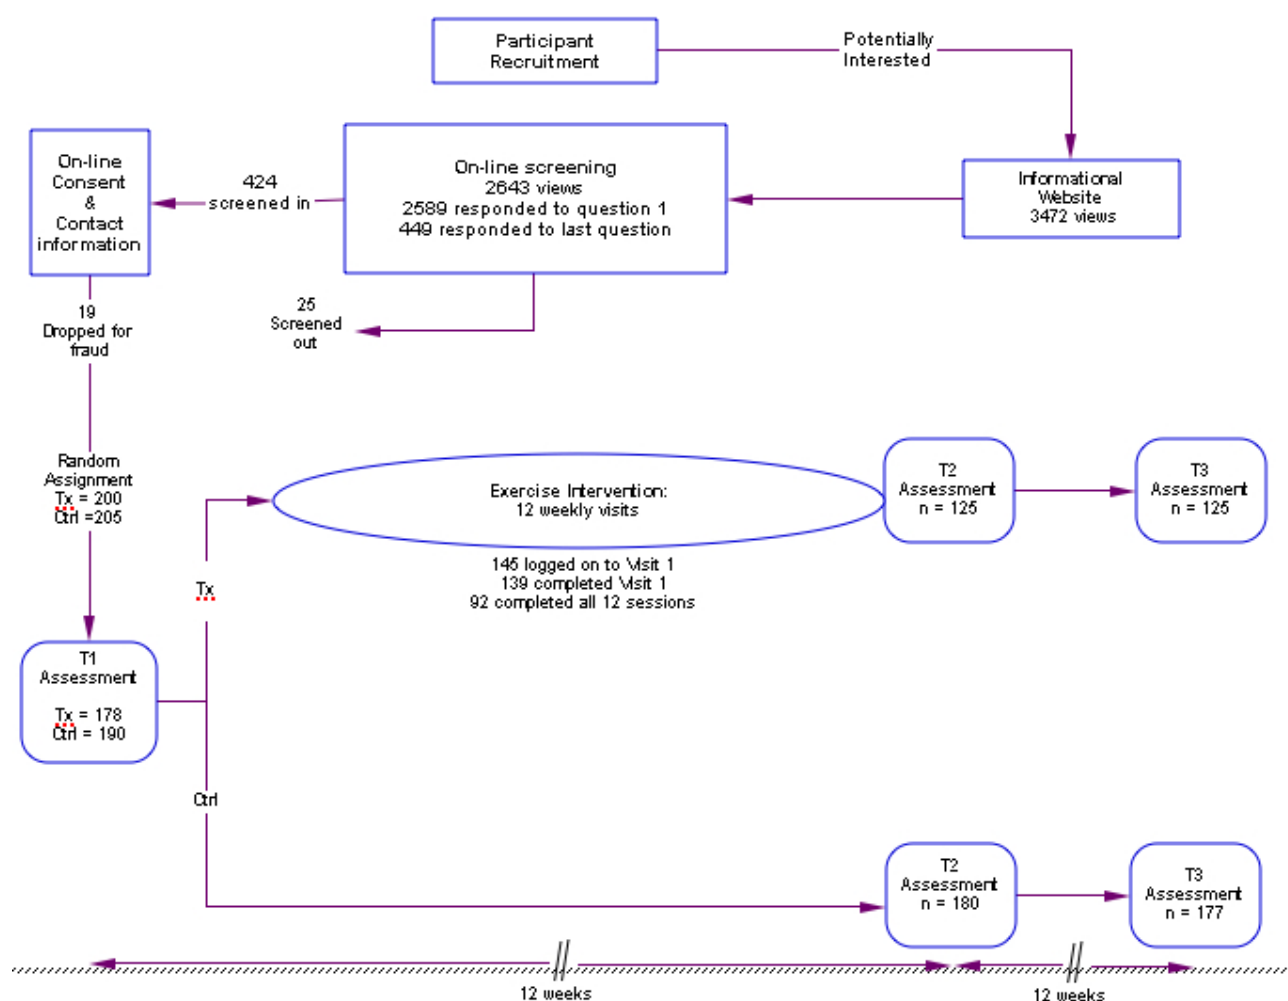 Participant
Recruitment
Potentially
Interested
Informational
Website
3472 views
On-line screening
2643 views
2589 responded to question 1
449 responded to last question
424
screened in
On-line
Consent
&
Contact
information
25
Screened
out
19
Dropped for
fraud
Random
Assignment
Tx = 200
Ctrl =205
T1
Assessment
Tx = 178
Ctrl = 190
Tx
Exercise Intervention:
12 weekly visits
145 logged on to Visit 1
139 completed Visit 1
92 completed all 12 sessions
T2
Assessment
n = 125
T3
Assessment
n = 125
Ctrl
T2
Assessment
n = 180
T3
Assessment
n = 177
12 weeks
12 weeks